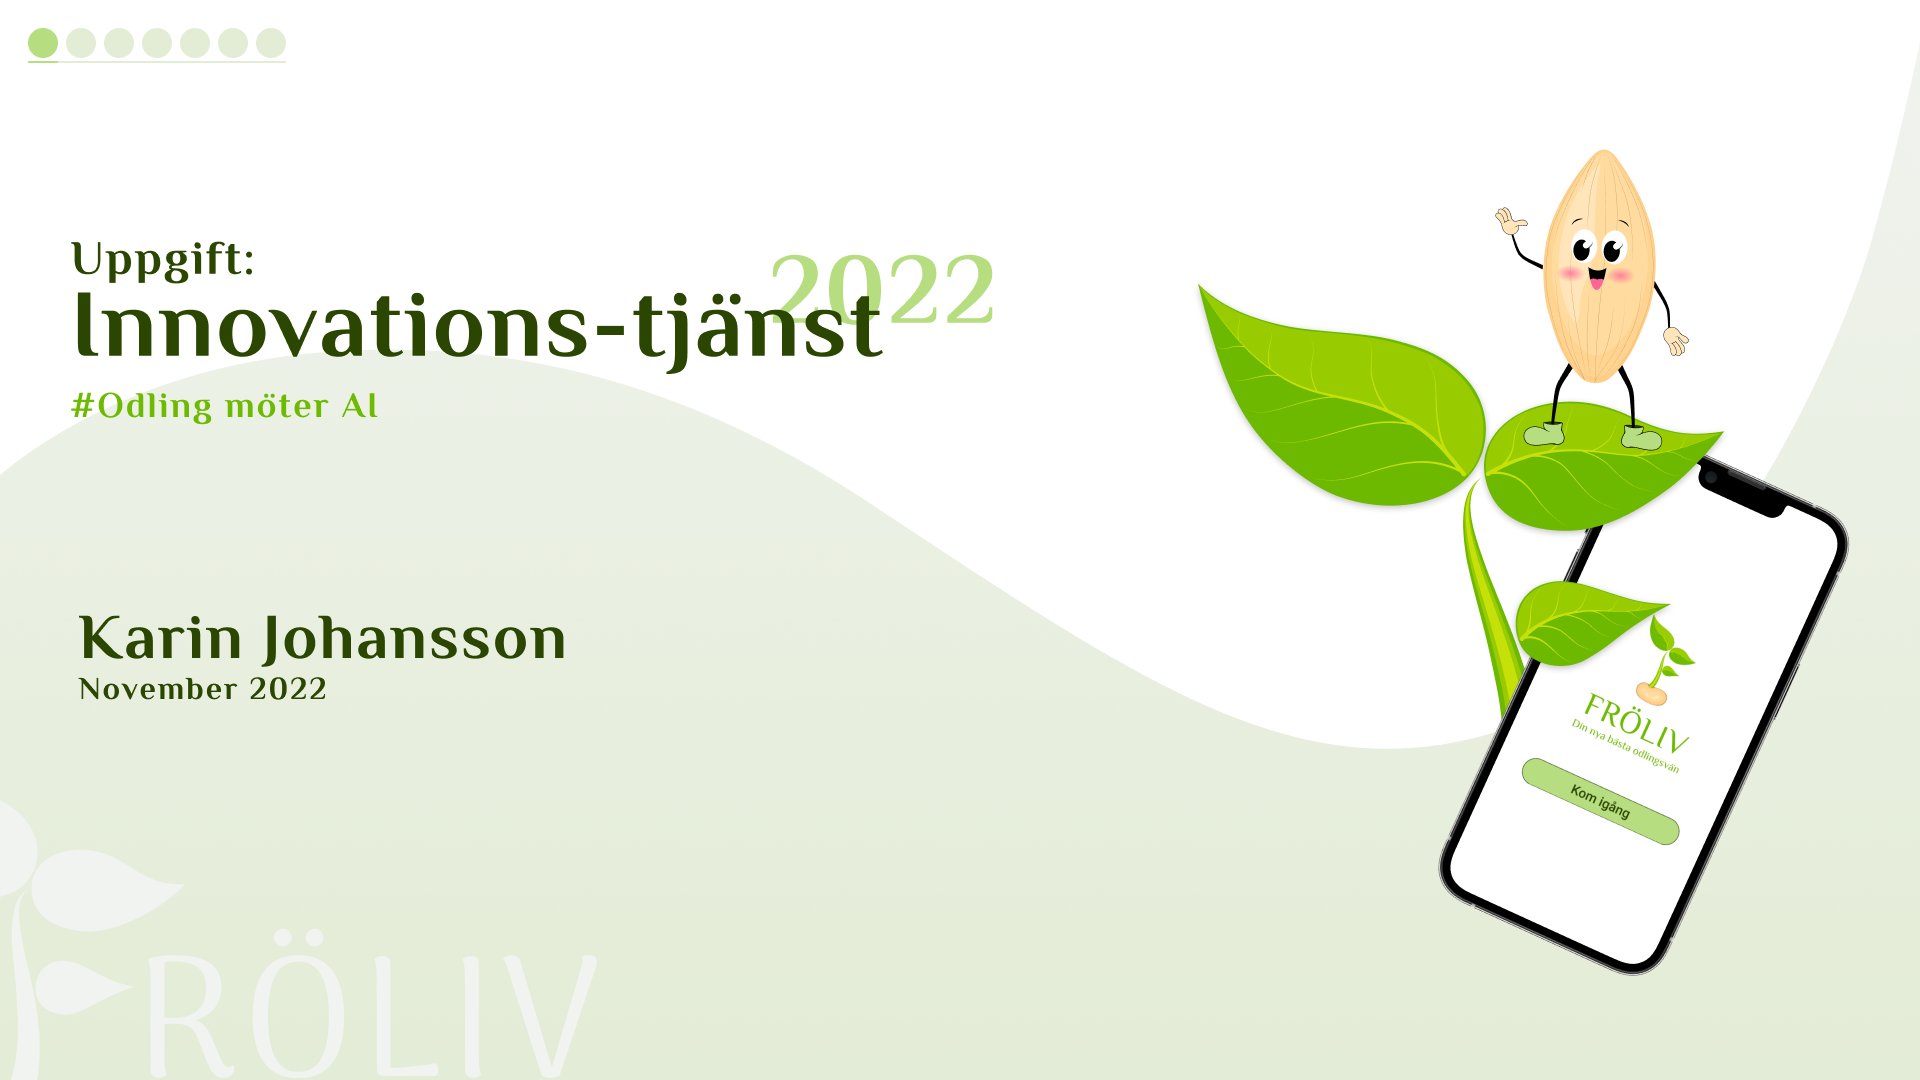 Uppgift:
2022
Innovations-tjänst
#Odling möter AI
Karin Johansson
November 2022
FRÖLIV
Din nya bästa odlingsvän
Kom igång
FRÖLIV